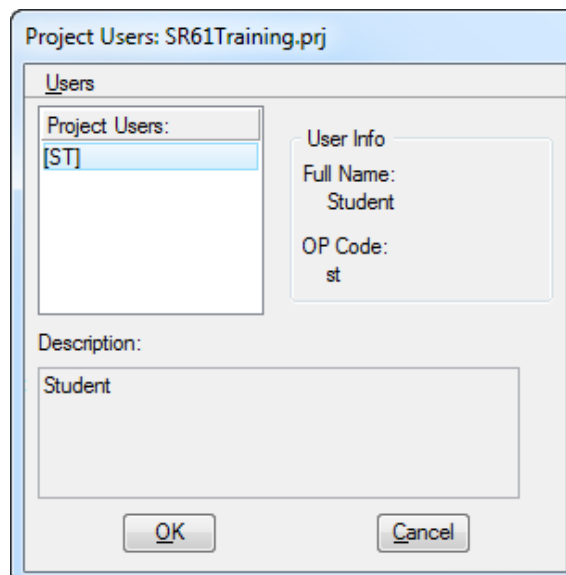 Project Users: SR61Training.prj
Users
Project Users:
[ST]
User Info
Full Name:
Student
OP Code:
st
Description:
Student
OK
Cancel